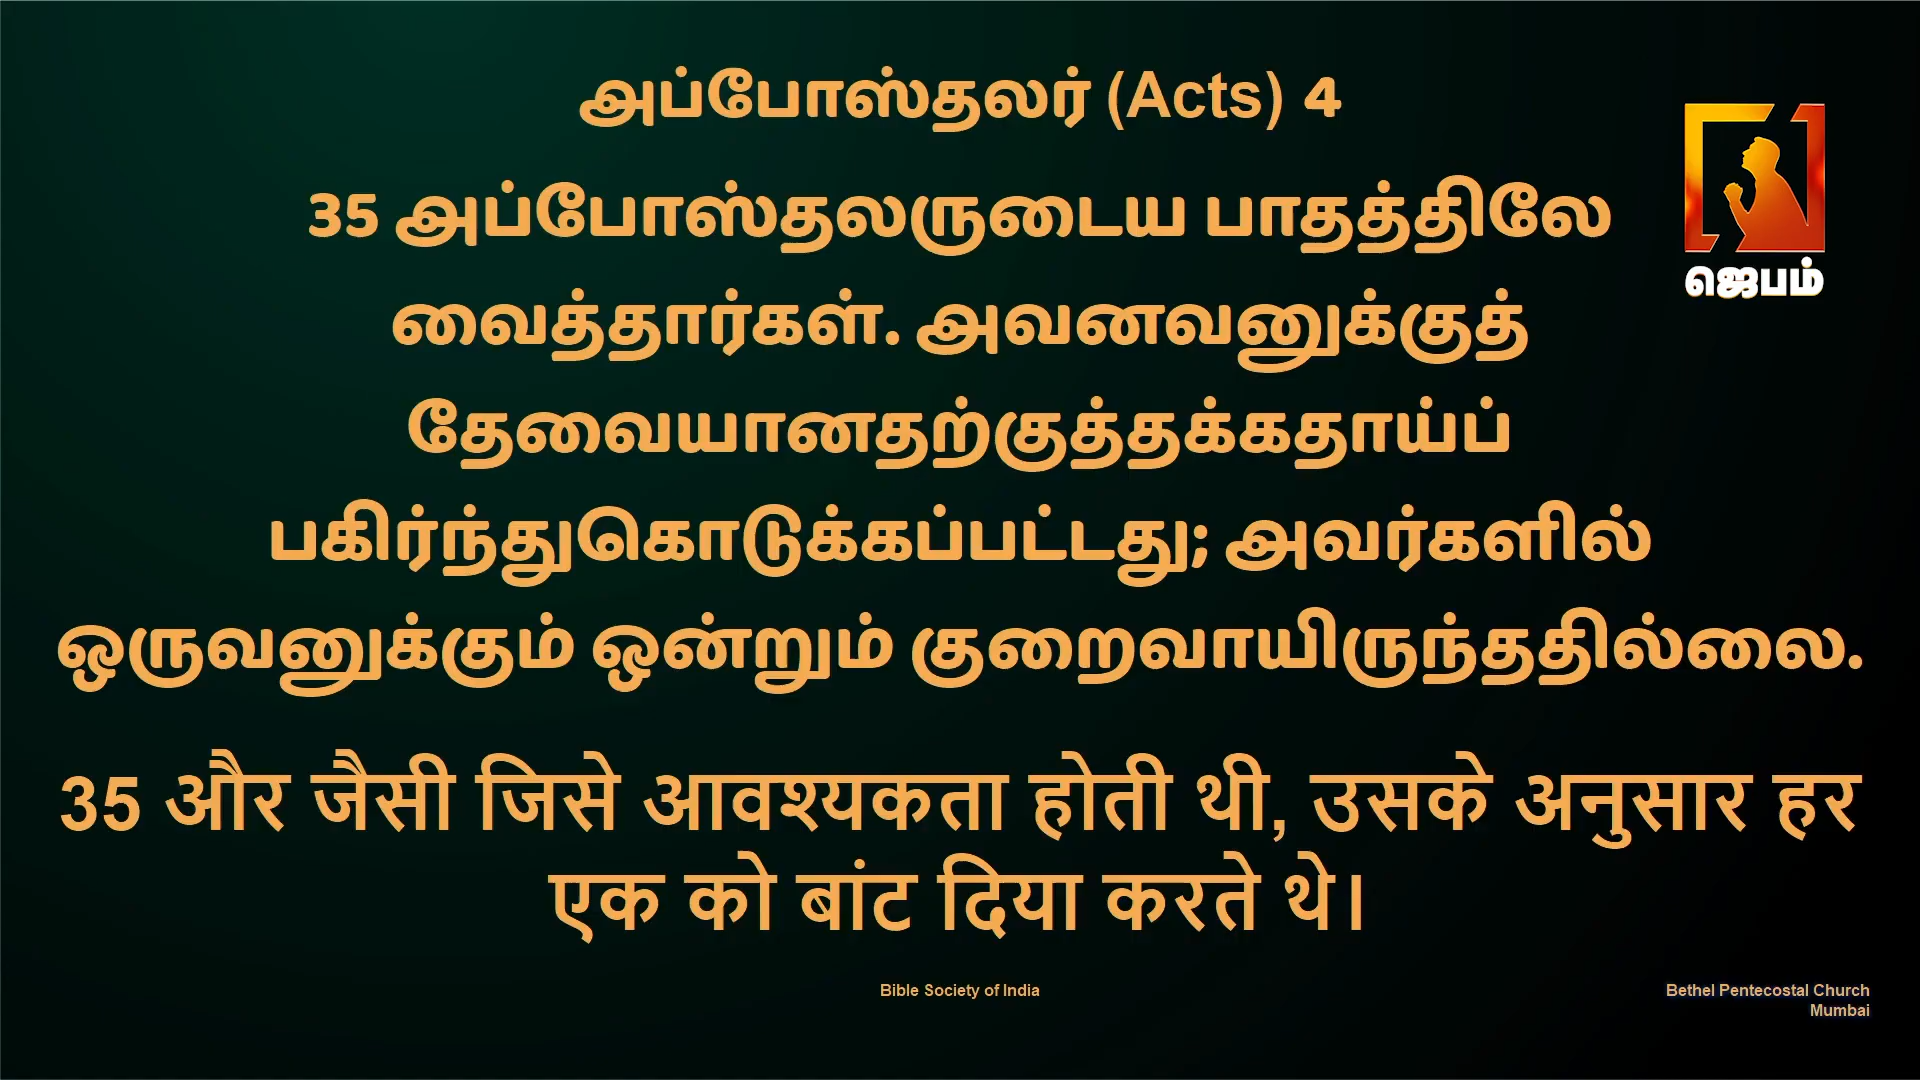 அப்போஸ்தலர் (Acts) 4
35 அப்போஸ்தலருடைய பாதத்திலே
வைத்தார்கள். அவனவனுக்குத்
தேவையானதற்குத்தக்கதாய்ப்
பகிர்ந்துகொடுக்கப்பட்டது; அவர்களில்
ஒருவனுக்கும் ஒன்றும் குறைவாயிருந்ததில்லை.
ஜெபம்
35 और जैसी जिसे आवश्यकता होती थी, उसके अनुसार हर
एक को बांट दिया करते थे।
Bible Society of India
Bethel Pentecostal Church
Mumbai